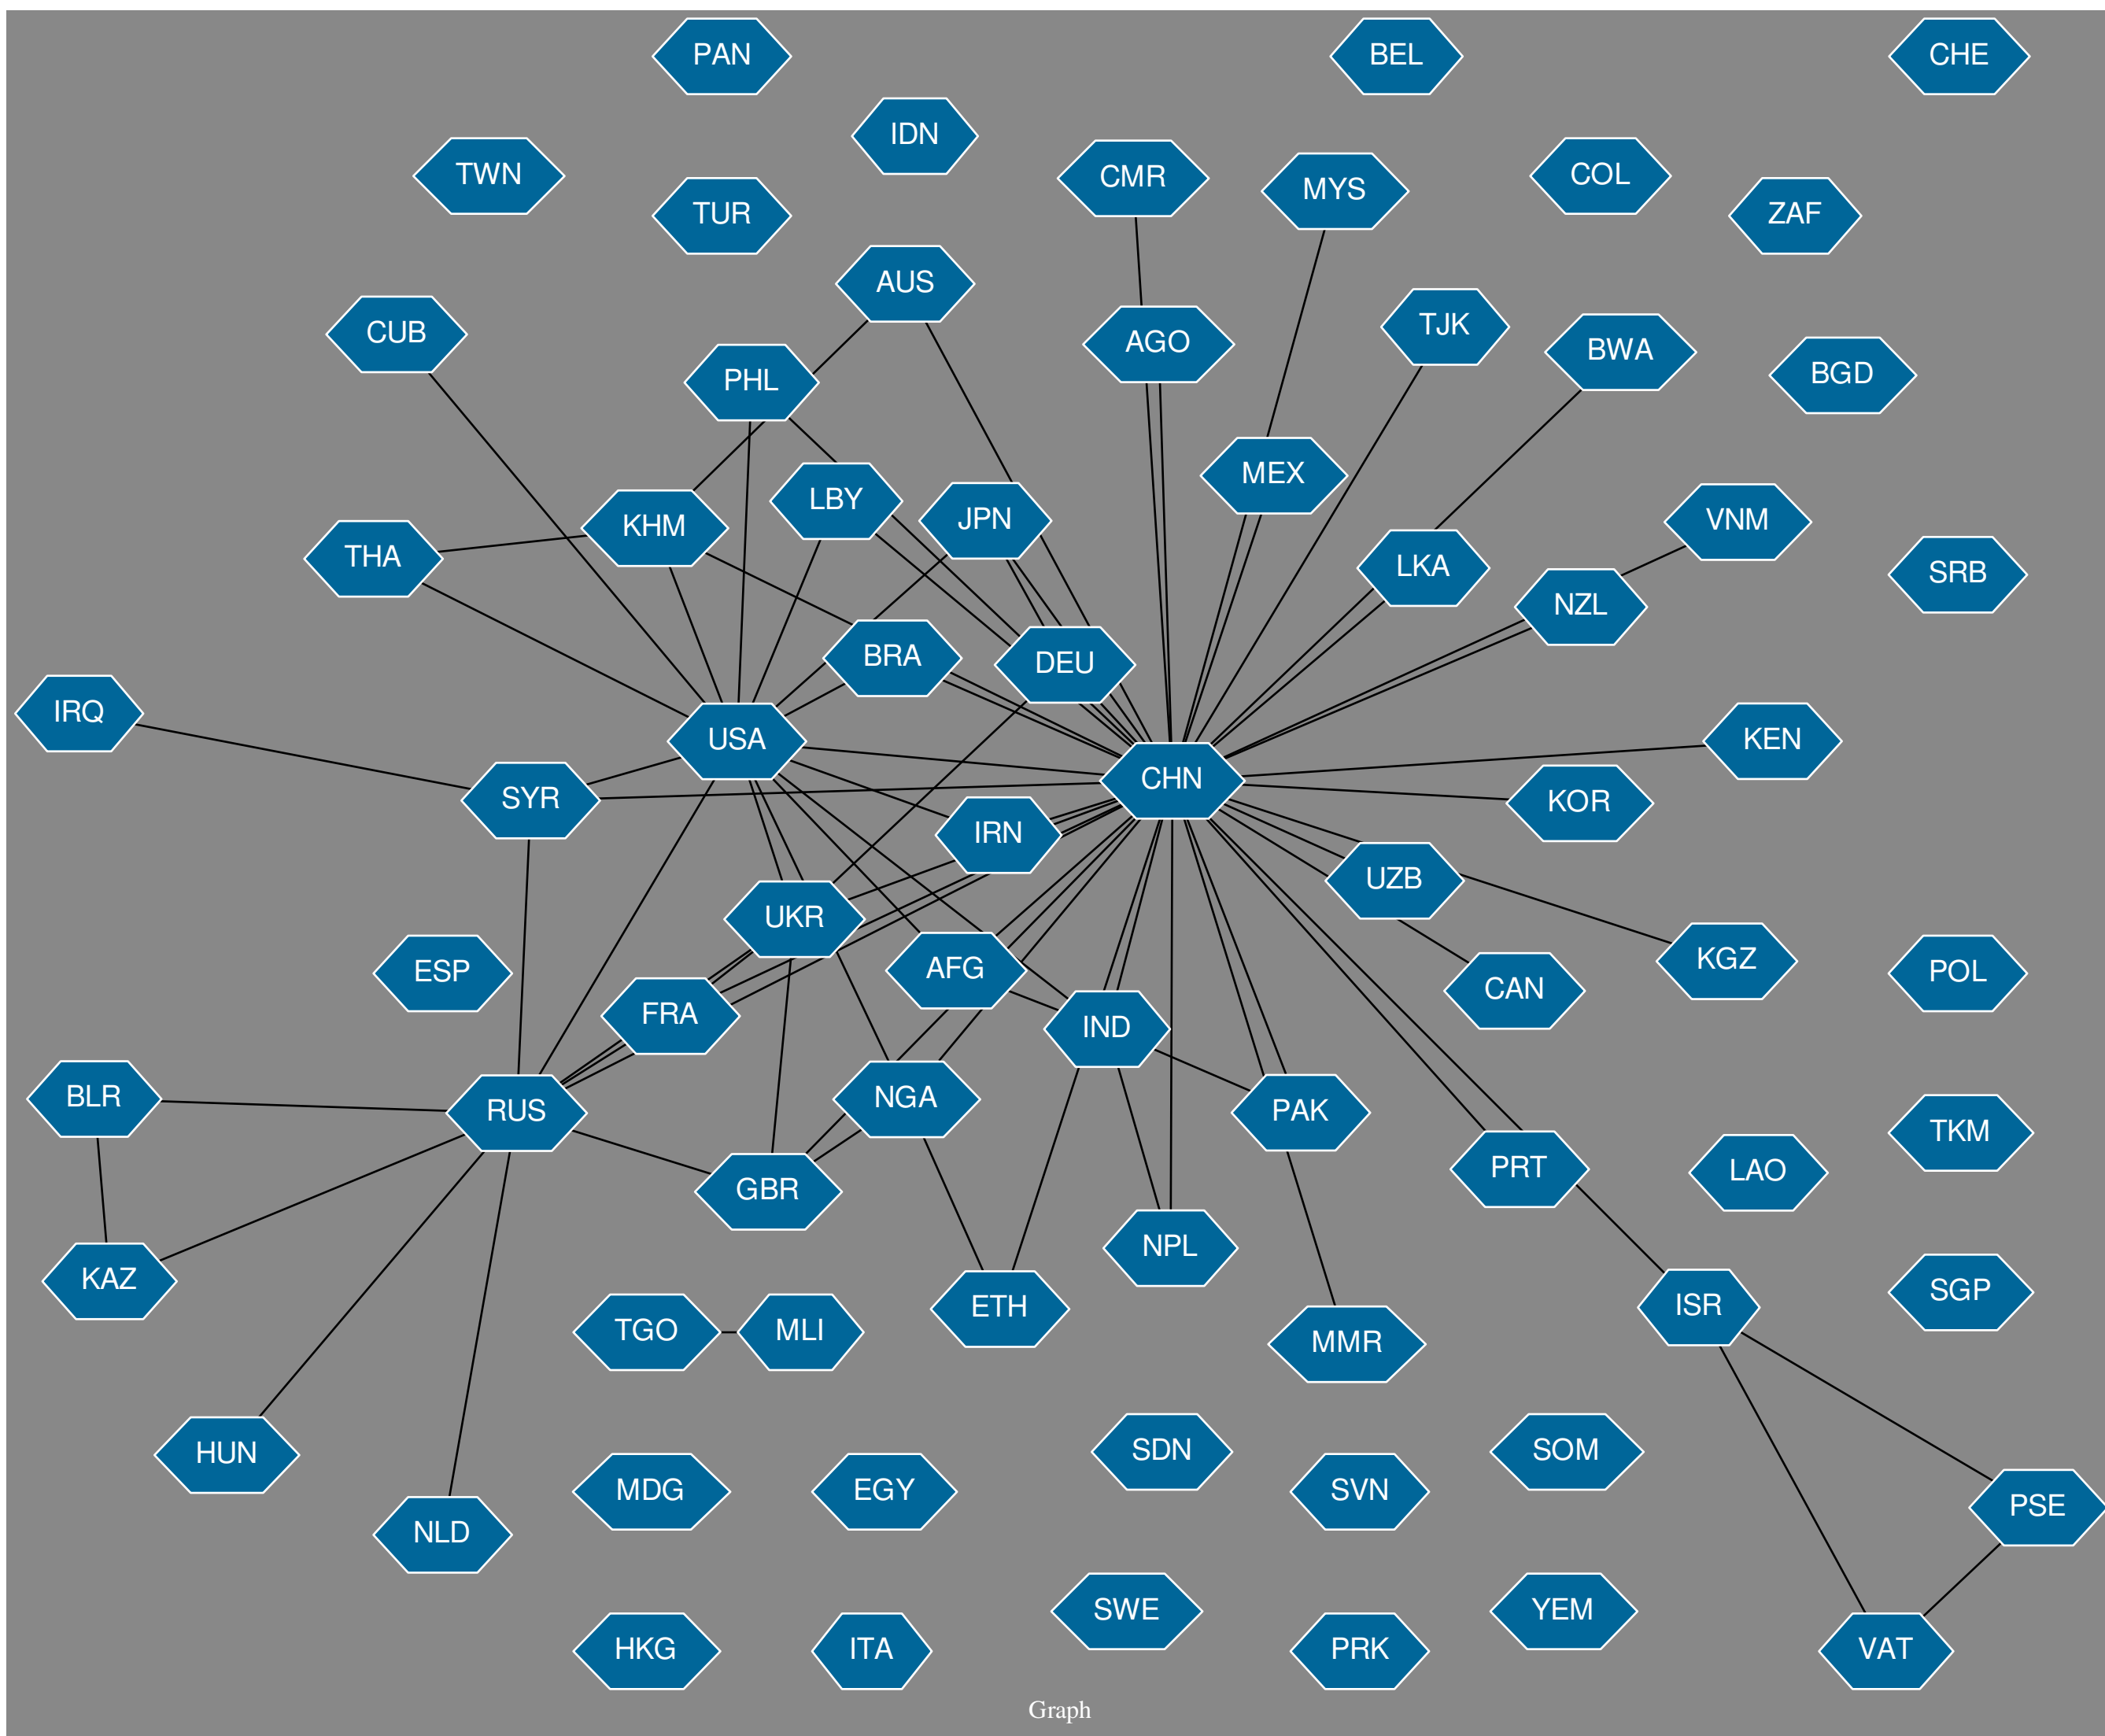 PAN
BEL
CHE
IDN
TWN
CMR
MYS
COL
TUR
ZAF
AUS
CUB
TJK
AGO
BWA
PHL
BGD
MEX
LBY
JPN
VNM
KHM
THA
LKA
SRB
NZL
BRA
DEU
IRQ
USA
KEN
CHN
SYR
KOR
IRN
UZB
UKR
KGZ
AFG
ESP
POL
CAN
FRA
IND
BLR
NGA
RUS
PAK
TKM
PRT
LAO
GBR
NPL
KAZ
SGP
ETH
ISR
TGO
MLI
MMR
SDN
SOM
HUN
MDG
EGY
SVN
PSE
NLD
SWE
YEM
HKG
ITA
PRK
VAT
Graph